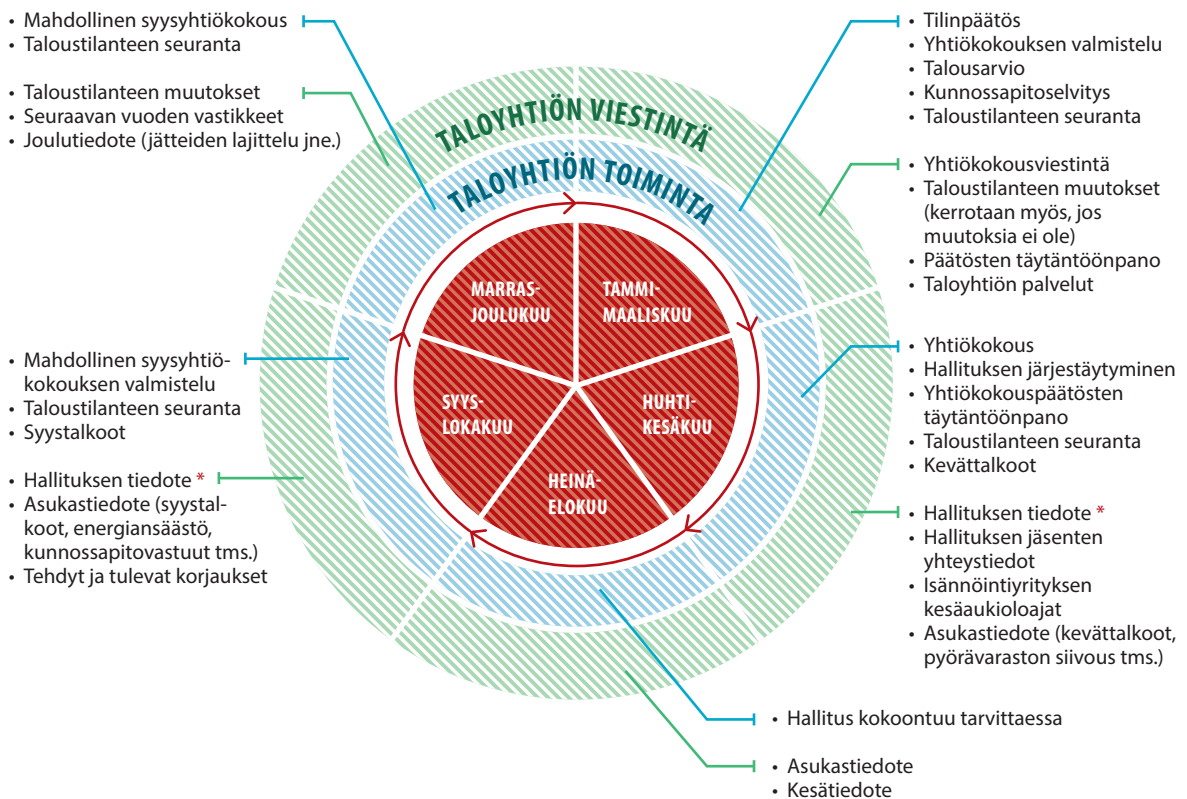 • Mahdollinen syysyhtiökokous
• Taloustilanteen seuranta
• Taloustilanteen muutokset
• Seuraavan vuoden vastikkeet
• Joulutiedote (jätteiden lajittelu jne.)
• Tilinpäätös
• Yhtiökokouksen valmistelu
• Talousarvio
• Kunnossapitoselvitys
• Taloustilanteen seuranta
• Yhtiökokousviestintä
• Taloustilanteen muutokset
(kerrotaan myös, jos
muutoksia ei ole)
• Päätösten täytäntöönpano
• Taloyhtiön palvelut
TALOYHTIÖN VIESTINTÄ
TALOYHTIÖN TOIMINTA
MARRAS-
JOULUKUU
TAMMI-
MAALISKUU
SYYS-
LOKAKUU
HUHTI-
KESÄKUU
HEINÄ-
ELOKUU
• Mahdollinen syysyhtiö-
kokouksen valmistelu
• Taloustilanteen seuranta
• Syystalkoot
• Hallituksen tiedote *
• Asukastiedote (syystal-
koot, energiansäästö,
kunnossapitovastuut tms.)
• Tehdyt ja tulevat korjaukset
• Yhtiökokous
• Hallituksen järjestäytyminen
• Yhtiökokouspäätösten
täytäntöönpano
• Taloustilanteen seuranta
• Kevättalkoot
• Hallituksen tiedote *
• Hallituksen jäsenten
yhteystiedot
• Isännöintiyrityksen
kesäaukioloajat
• Asukastiedote (kevättalkoot,
pyörävaraston siivous tms.)
• Hallitus kokoontuu tarvittaessa
• Asukastiedote
• Kesätiedote